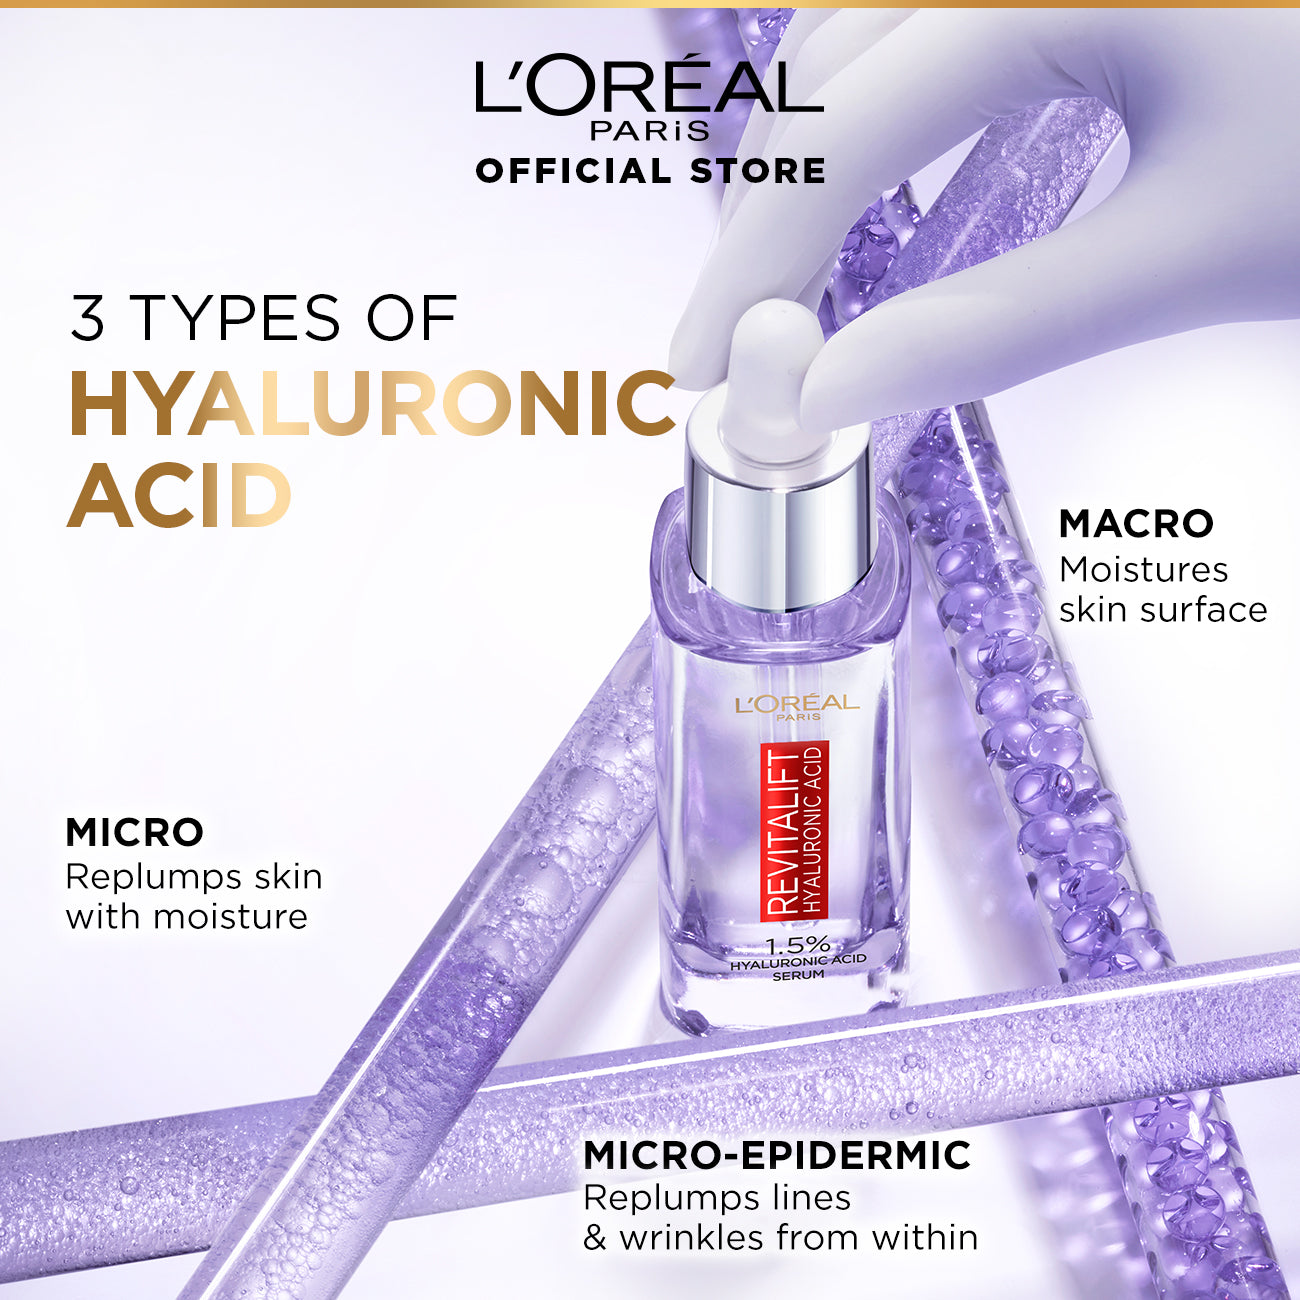 L'ORÉAL
PARiS
OFFICIAL STORE
3 TYPES OF
HYALURONIC
ACID
MACRO
Moistures
skin surface
L'ORÉAL
PARIS
REVITALIFT
HYALURONIC ACID
1.5%
HYALURONIC ACID
SERUM
MICRO
Replumps skin
with moisture
MICRO-EPIDERMIC
Replumps lines
& wrinkles from within